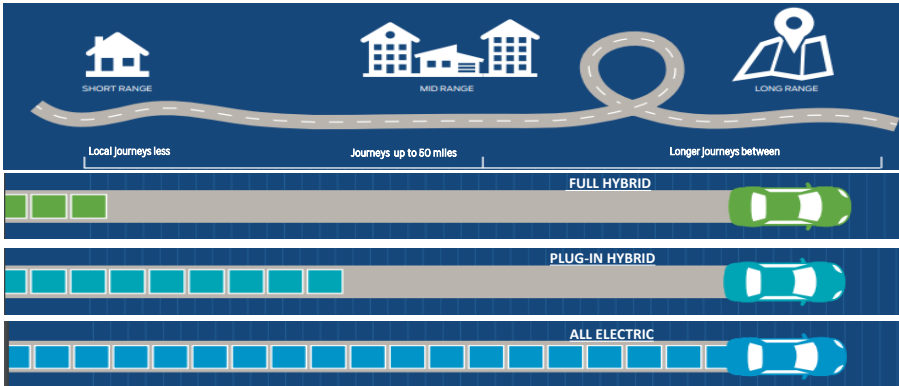 SHORT RANGE
MID RANGE
LONG RANGE
Local journeys less
Journeys up to 50 miles
Longer journeys between
FULL HYBRID
PLUG-IN HYBRID
ALL ELECTRIC